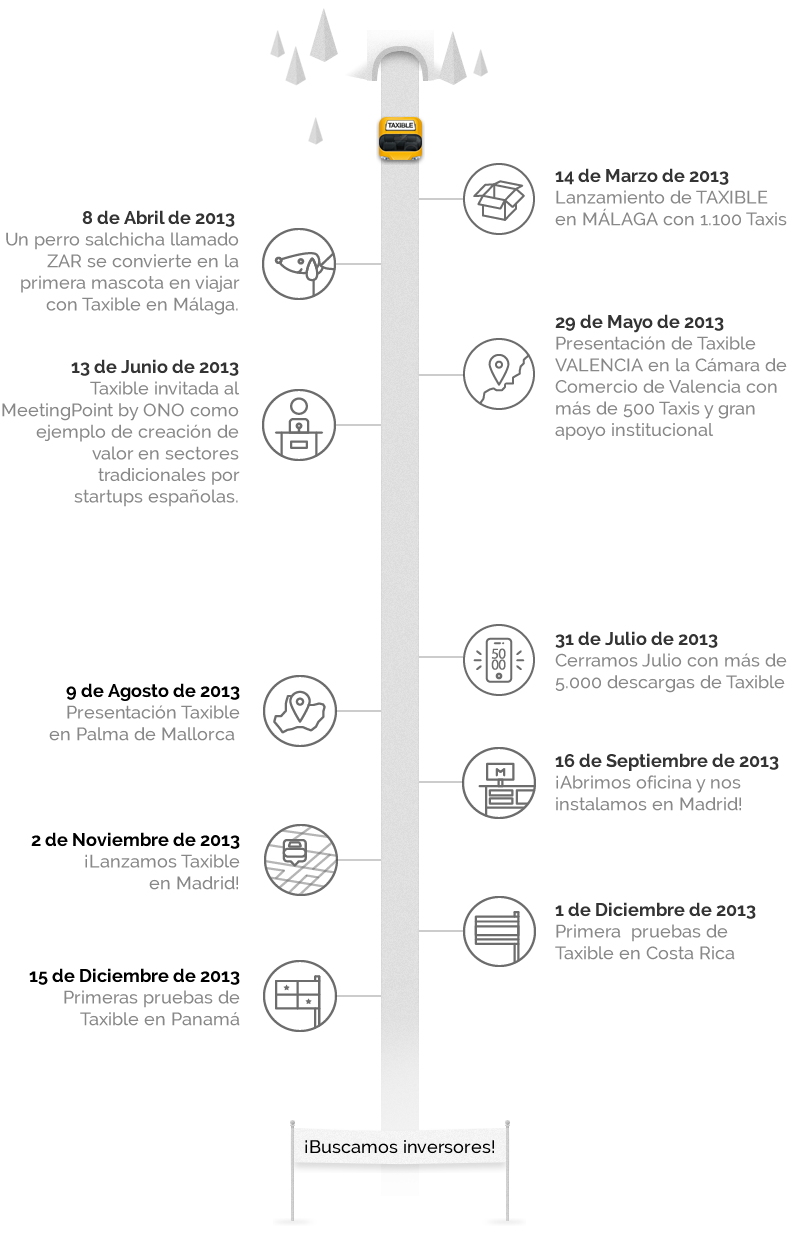 TAXIBLE
14 de Marzo de 2013
Lanzamiento de TAXIBLE
en MÁLAGA con 1.100 Taxis
8 de Abril de 2013
Un perro salchicha llamado
ZAR se convierte en la
primera mascota en viajar
con Taxible en Málaga.
29 de Mayo de 2013
Presentación de Taxible
VALENCIA en la Cámara de
Comercio de Valencia con
más de 500 Taxis y gran
apoyo institucional
13 de Junio de 2013
Taxible invitada al
MeetingPoint by ONO como
ejemplo de creación de
valor en sectores
tradicionales por
startups españolas.
31 de Julio de 2013
Cerramos Julio con más de
5.000 descargas de Taxible
50
00
9 de Agosto de 2013
Presentación Taxible
en Palma de Mallorca
16 de Septiembre de 2013
¡Abrimos oficina y nos
instalamos en Madrid!
M
2 de Noviembre de 2013
¡Lanzamos Taxible
en Madrid!
1 de Diciembre de 2013
Primera pruebas de
Taxible en Costa Rica
15 de Diciembre de 2013
Primeras pruebas de
Taxible en Panamá
¡Buscamos inversores!